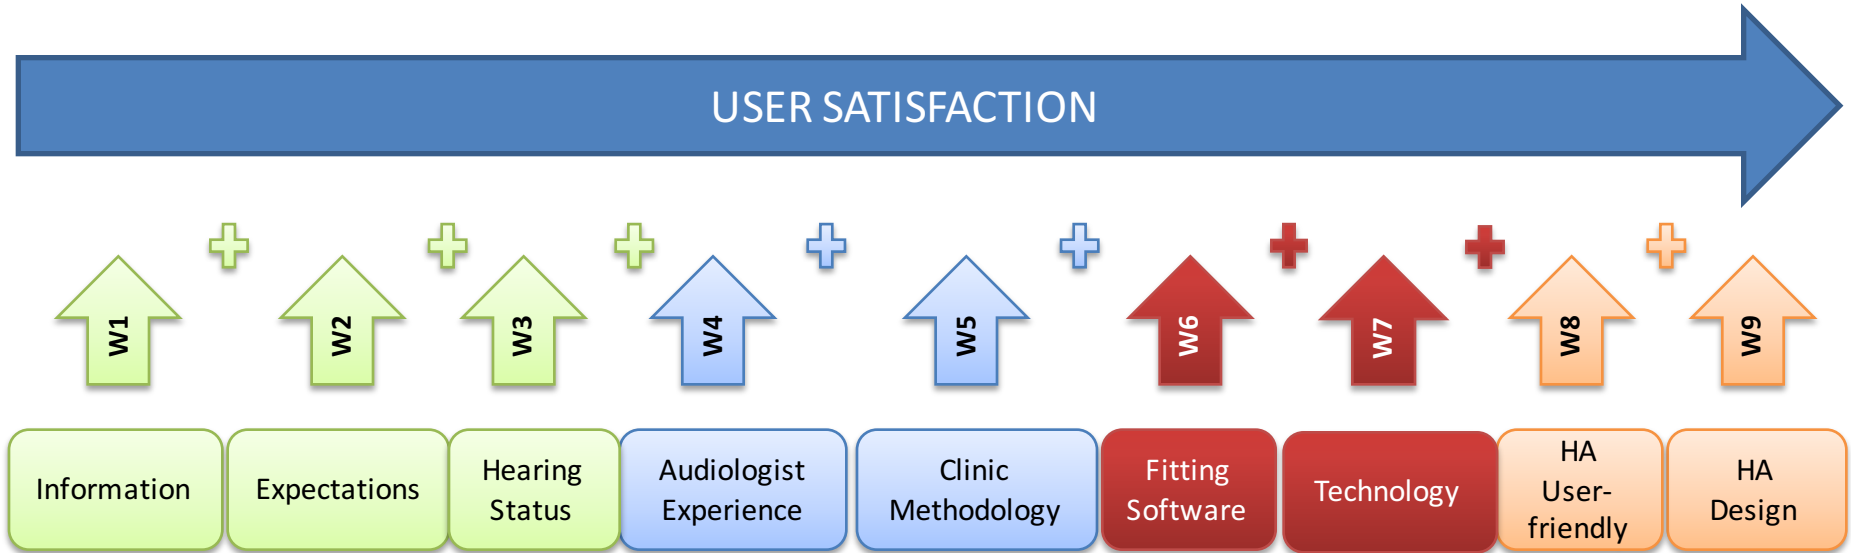 USER SATISFACTION
W1
W2
W3
W4
W5
W6
W7
W8
W9
Information
Expectations
Hearing
Status
Audiologist
Experience
Clinic
Methodology
Fitting
Software
Technology
HA
User-
friendly
HA
Design